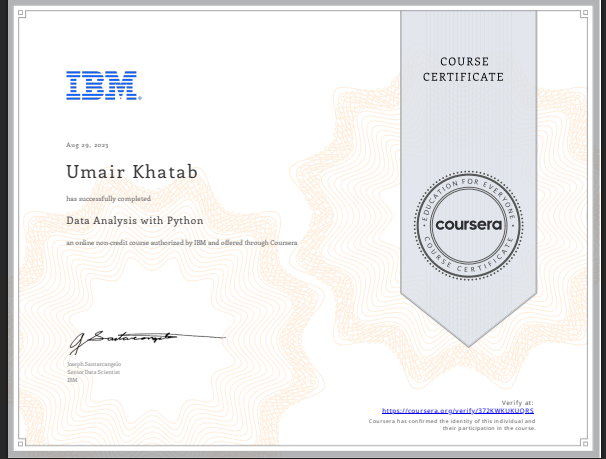 IBM
COURSE
CERTIFICATE
Aug 29, 2023
Umair Khatab
has successfully completed
Data Analysis with Python
an online non-credit course authorized by IBM and offered through Coursera
EDUCATION FOR EVERYONE
coursera
COURSE CERTIFICATE
Joseph Santarcangelo
Senior Data Scientist
IBM
Verify at:
https://coursera.org/verify/372KWKUKUQRS
Coursera has confirmed the identity of this individual and
their participation in the course.